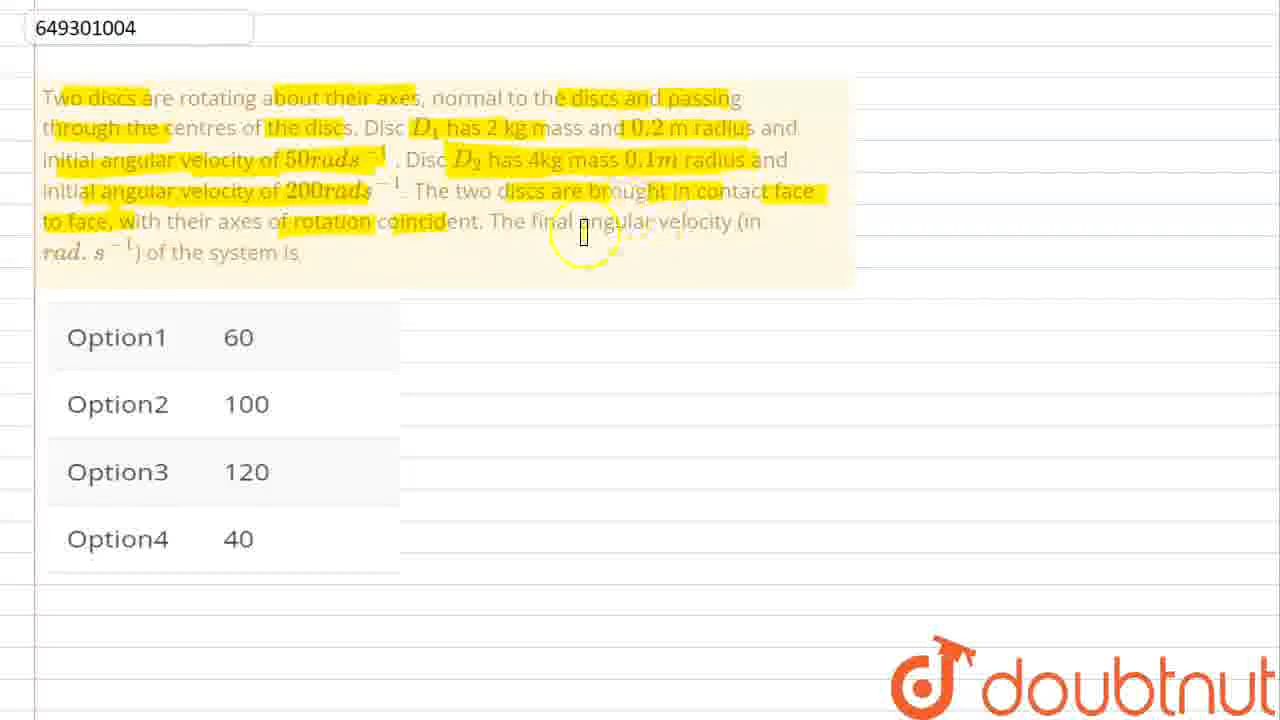 649301004
Two discs are rotating about their axes, normal to the discs and passing
through the centres of the discs. Disc D₁ has 2 kg mass and 0.2 m radius and
initial angular velocity of 50rads⁻¹ . Disc D₂ has 4kg mass 0.1m radius and
initial angular velocity of 200rads⁻¹. The two discs are brought in contact face
to face, with their axes of rotation coincident. The final angular velocity (in
rad. s⁻¹) of the system is
Option1 60
Option2 100
Option3 120
Option4 40
doubtnut